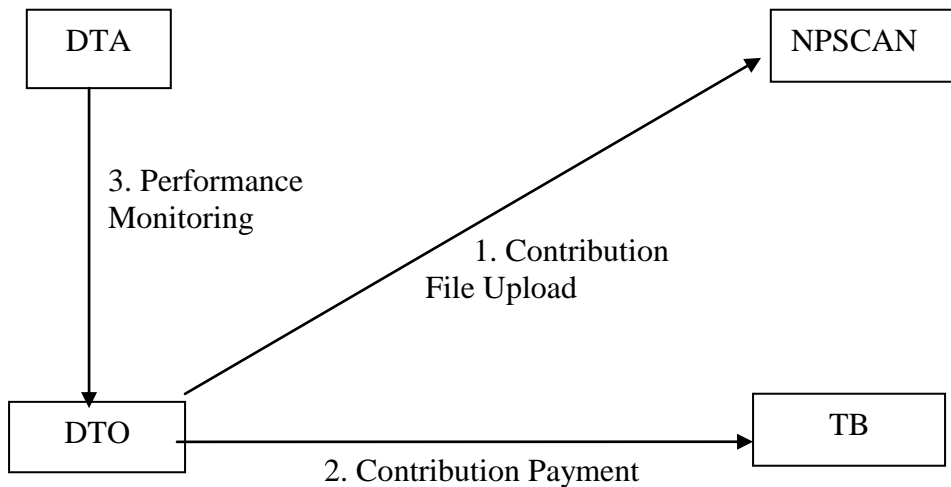 DTA
NPSCAN
3. Performance
Monitoring
1. Contribution
File Upload
DTO
TB
2. Contribution Payment